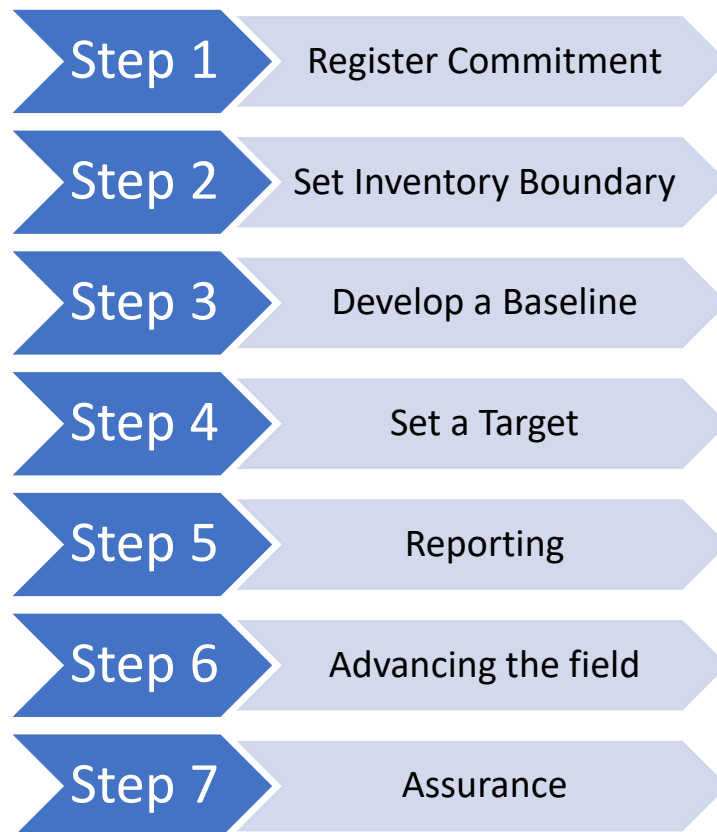 Step 1 Register Commitment
Step 2 Set Inventory Boundary
Step 3 Develop a Baseline
Step 4 Set a Target
Step 5 Reporting
Step 6 Advancing the field
Step 7 Assurance